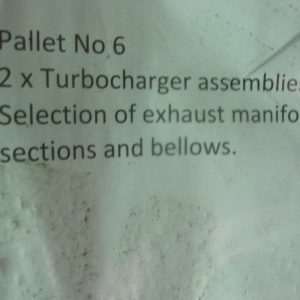 Pallet No 6
2 x Turbocharger assemblie
Selection of exhaust manifo
sections and bellows.